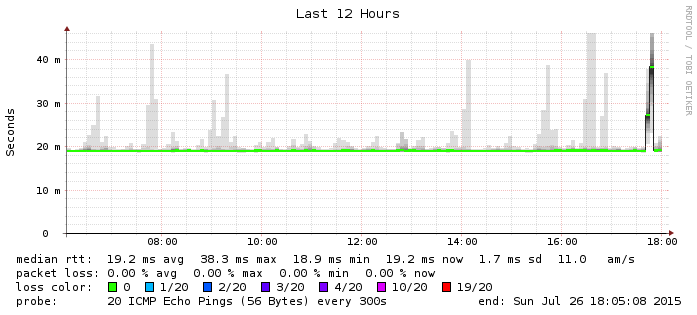 Last 12 Hours
RRDTOOL / TOBI OETIKER
Seconds
40 m
30 m
20 m
10 m
0
08:00 10:00 12:00 14:00 16:00 18:00
median rtt: 19.2 ms avg 38.3 ms max 18.9 ms min 19.2 ms now 1.7 ms sd 11.0 am/s
packet loss: 0.00 % avg 0.00 % max 0.00 % min 0.00 % now
loss color: 0 1/20 2/20 3/20 4/20 10/20 19/20
probe: 20 ICMP Echo Pings (56 Bytes) every 300s end: Sun Jul 26 18:05:08 2015